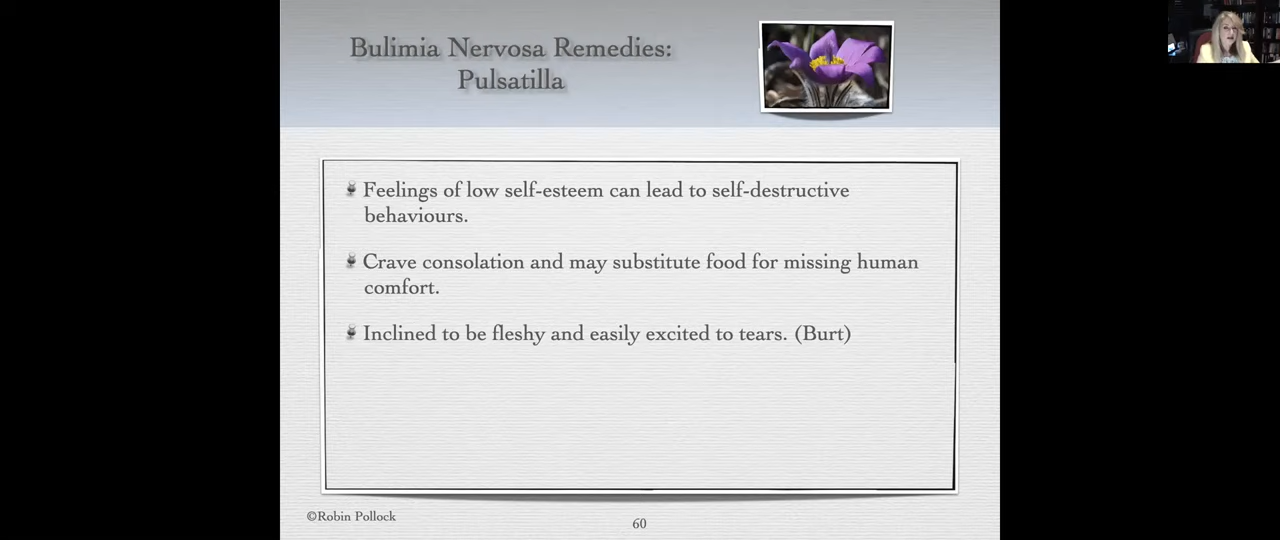 Bulimia Nervosa Remedies:
Pulsatilla
Feelings of low self-esteem can lead to self-destructive
behaviours.
Crave consolation and may substitute food for missing human
comfort.
Inclined to be fleshy and easily excited to tears. (Burt)
©Robin Pollock
60